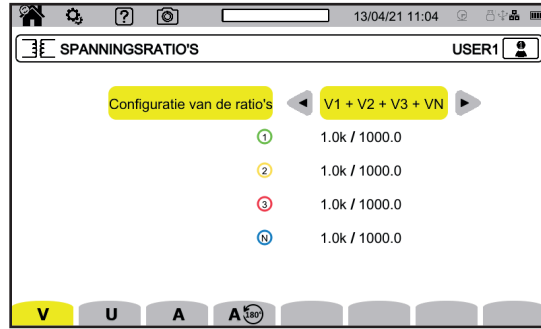 ? 13/04/21 11:04
SPANNINGSRATIO'S USER1
Configuratie van de ratio's V1 + V2 + V3 + VN
1 1.0k / 1000.0
2 1.0k / 1000.0
3 1.0k / 1000.0
N 1.0k / 1000.0
V U A A 180°